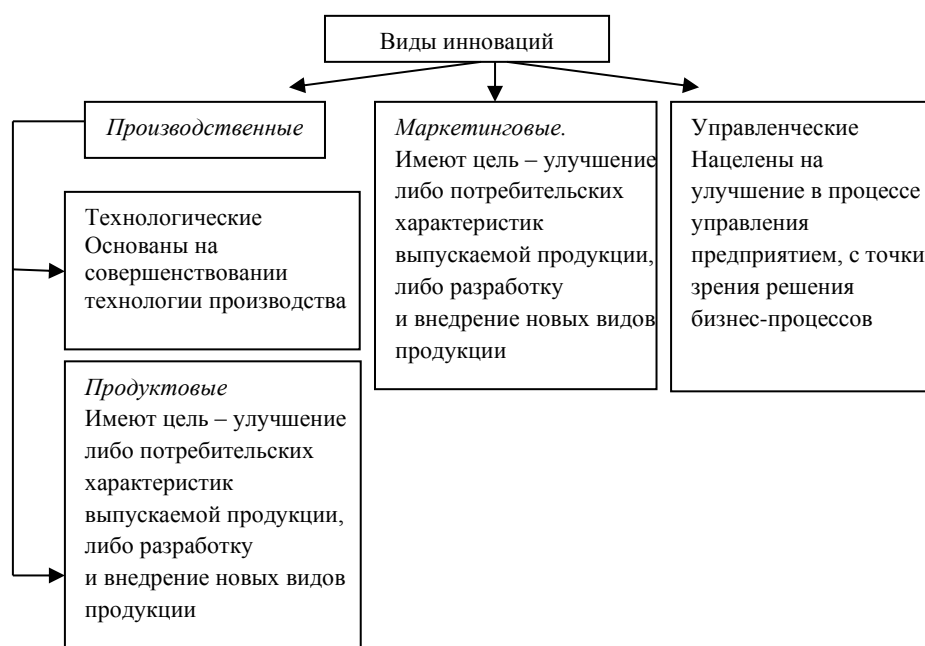 Виды инноваций
Производственные
Технологические
Основаны на
совершенствовании
технологии производства
Продуктовые
Имеют цель – улучшение
либо потребительских
характеристик
выпускаемой продукции,
либо разработку
и внедрение новых видов
продукции
Маркетинговые.
Имеют цель – улучшение
либо потребительских
характеристик
выпускаемой продукции,
либо разработку
и внедрение новых видов
продукции
Управленческие
Нацелены на
улучшение в процессе
управления
предприятием, с точки
зрения решения
бизнес-процессов